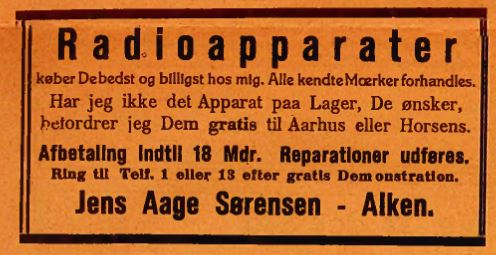 Radioapparater
køber De bedst og billigst hos mig. Alle kendte Mærker forhandles.
Har jeg ikke det Apparat paa Lager, De ønsker,
befordrer jeg Dem gratis til Aarhus eller Horsens.
Afbetaling indtil 18 Mdr. Reparationer udføres.
Ring til Telf. 1 eller 13 efter gratis Demonstration.
Jens Aage Sørensen - Alken.